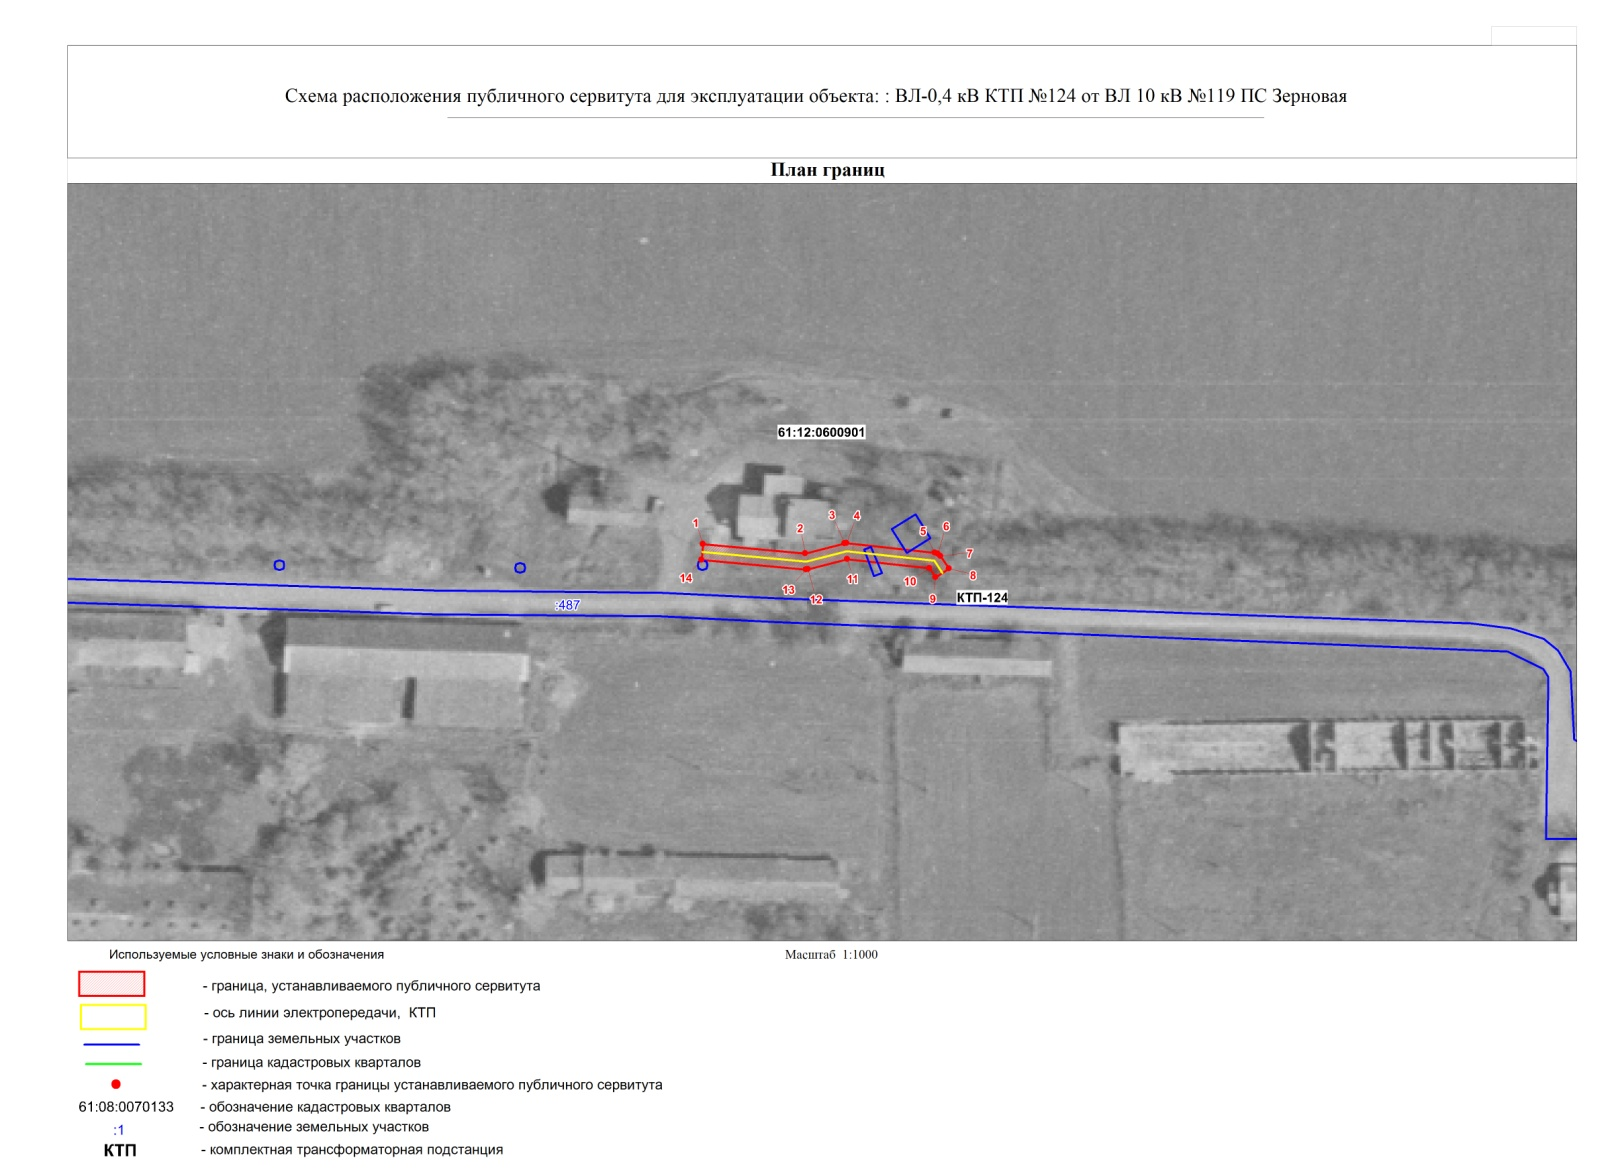 Схема расположения публичного сервитута для эксплуатации объекта: : ВЛ-0,4 кВ КТП №124 от ВЛ 10 кВ №119 ПС Зерновая
План границ
61:12:0600901
1
2
3
4
5
6
7
8
9
10
11
12
13
14
КТП-124
:487
Используемые условные знаки и обозначения
Масштаб 1:1000
- граница, устанавливаемого публичного сервитута
- ось линии электропередачи, КТП
- граница земельных участков
- граница кадастровых кварталов
- характерная точка границы устанавливаемого публичного сервитута
61:08:0070133 - обозначение кадастровых кварталов
:1 - обозначение земельных участков
КТП - комплектная трансформаторная подстанция